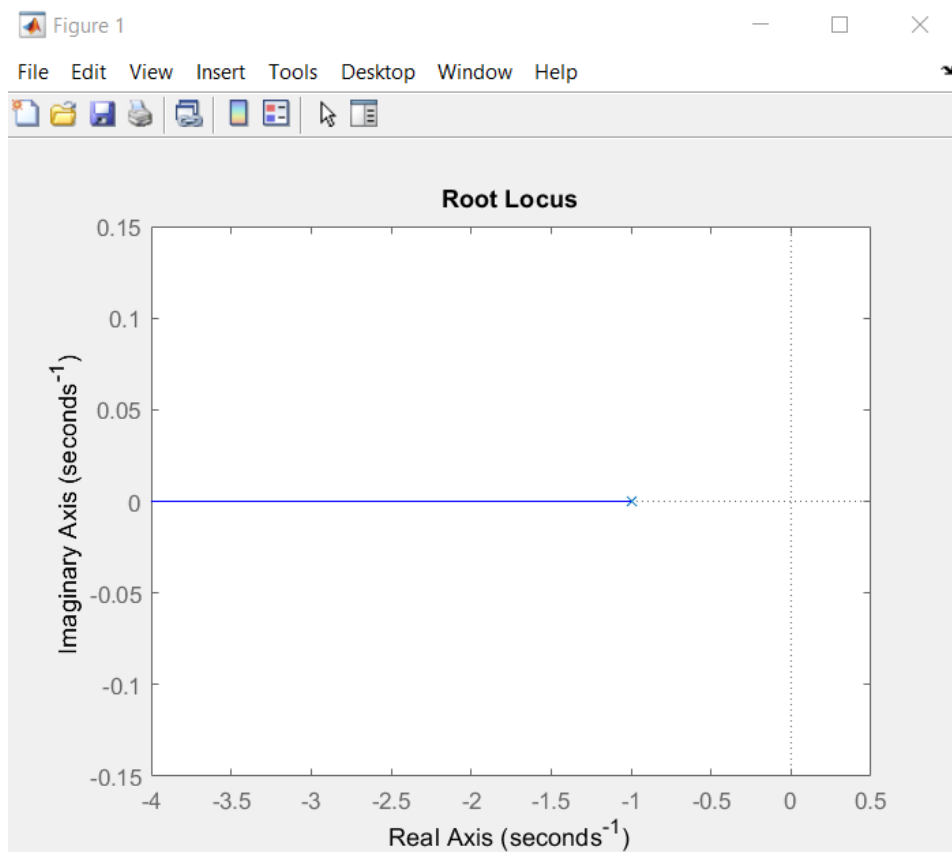 Figure 1
File Edit View Insert Tools Desktop Window Help
Root Locus
0.15
0.1
0.05
0
-0.05
-0.1
-0.15
Imaginary Axis (seconds⁻¹)
-4 -3.5 -3 -2.5 -2 -1.5 -1 -0.5 0 0.5
Real Axis (seconds⁻¹)